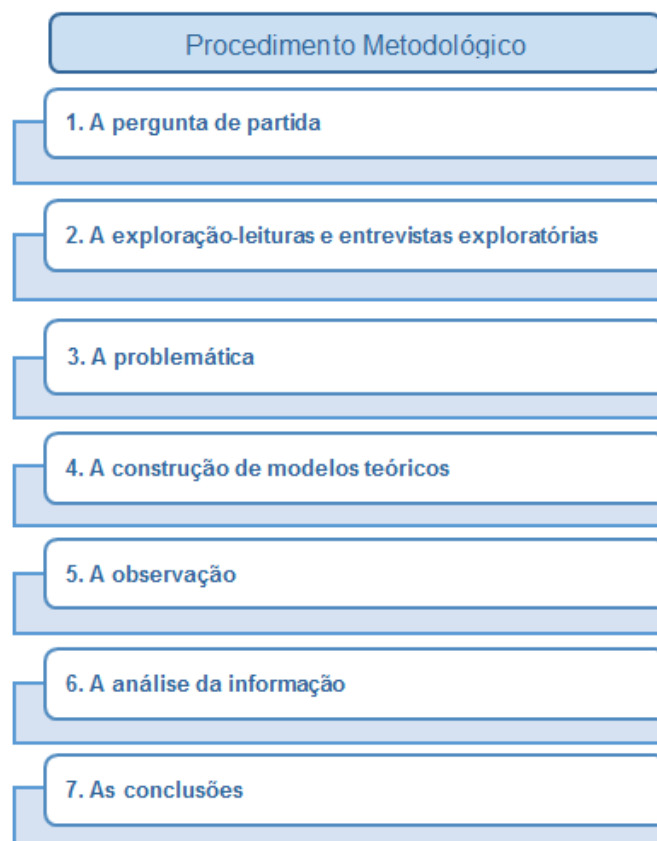 Procedimento Metodológico
1. A pergunta de partida
2. A exploração-leituras e entrevistas exploratórias
3. A problemática
4. A construção de modelos teóricos
5. A observação
6. A análise da informação
7. As conclusões